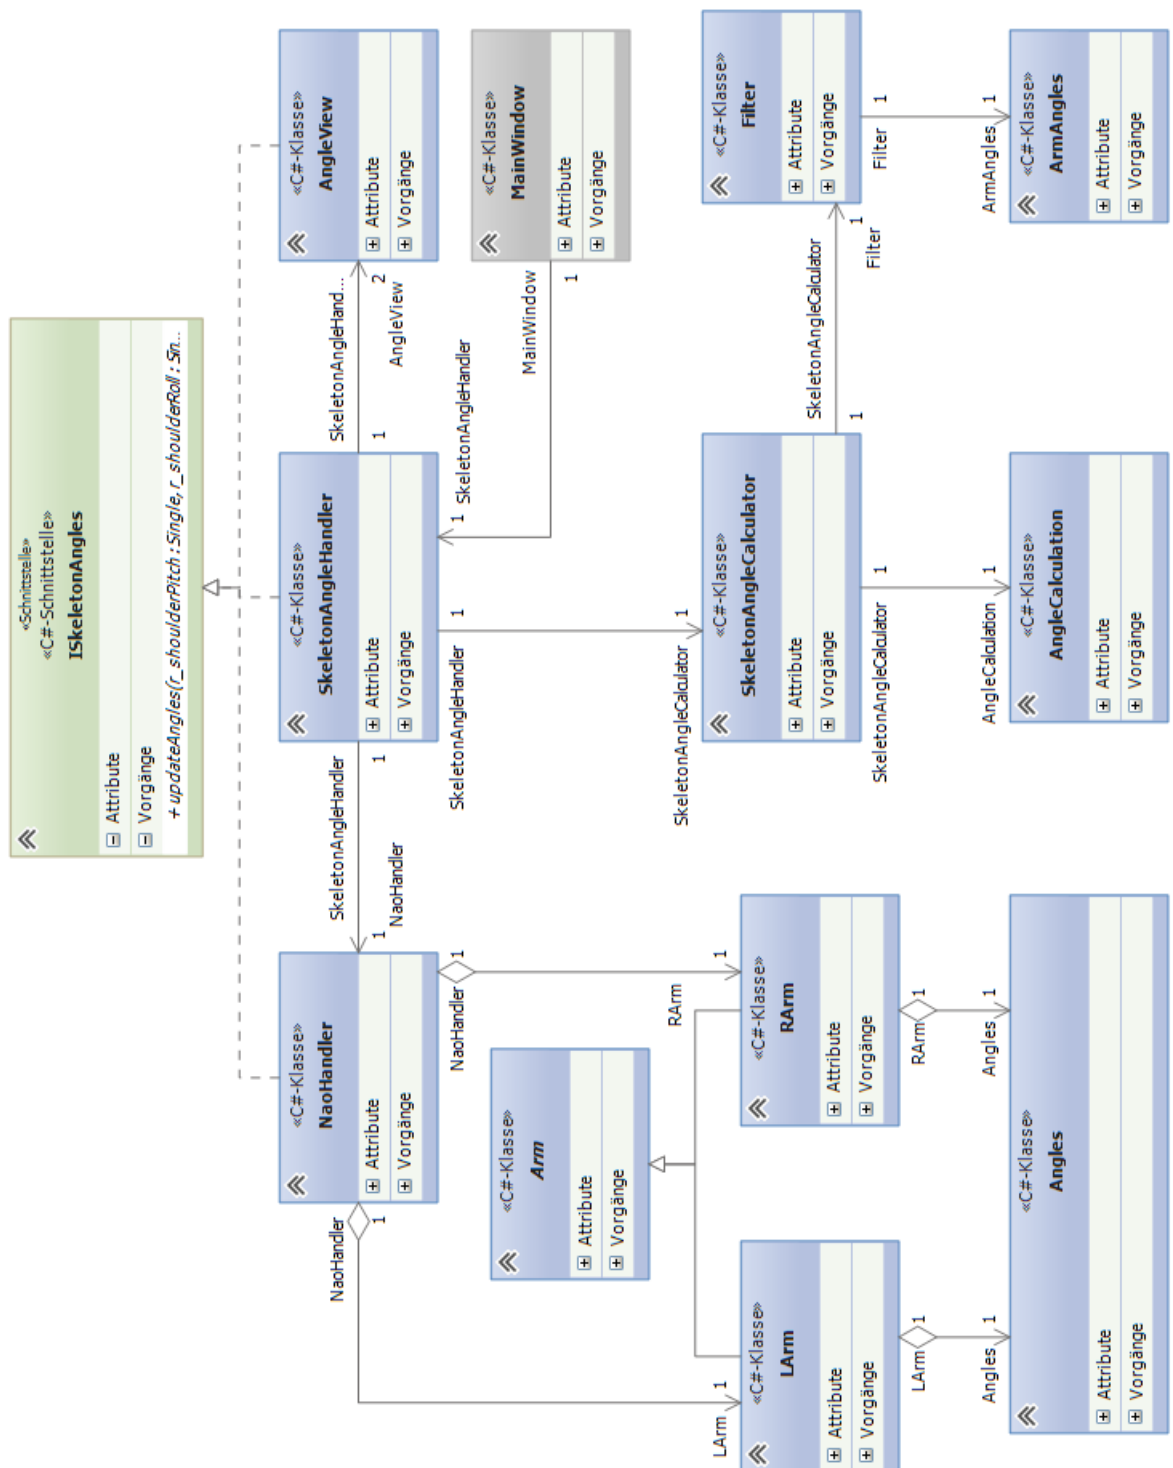 «Schnittstelle»
«C#-Schnittstelle»
ISkeletonAngles
Attribute
Vorgänge
+ updateAngles(r_shoulderPitch : Single, r_shoulderRoll : Sin...
«C#-Klasse»
NaoHandler
Attribute
Vorgänge
«C#-Klasse»
SkeletonAngleHandler
Attribute
Vorgänge
«C#-Klasse»
AngleView
Attribute
Vorgänge
«C#-Klasse»
MainWindow
Attribute
Vorgänge
SkeletonAngleHandler
1
1
NaoHandler
SkeletonAngleHand...
1
2
AngleView
MainWindow
1
SkeletonAngleHandler
1
SkeletonAngleHandler
1
SkeletonAngleCalculator
1
NaoHandler
1
LArm
1
NaoHandler
1
RArm
1
«C#-Klasse»
Arm
Attribute
Vorgänge
«C#-Klasse»
LArm
Attribute
Vorgänge
«C#-Klasse»
RArm
Attribute
Vorgänge
«C#-Klasse»
SkeletonAngleCalculator
Attribute
Vorgänge
«C#-Klasse»
Filter
Attribute
Vorgänge
SkeletonAngleCalculator
1
1
Filter
LArm
1
Angles
1
RArm
1
Angles
1
SkeletonAngleCalculator
1
AngleCalculation
1
Filter
1
ArmAngles
1
«C#-Klasse»
Angles
Attribute
Vorgänge
«C#-Klasse»
AngleCalculation
Attribute
Vorgänge
«C#-Klasse»
ArmAngles
Attribute
Vorgänge